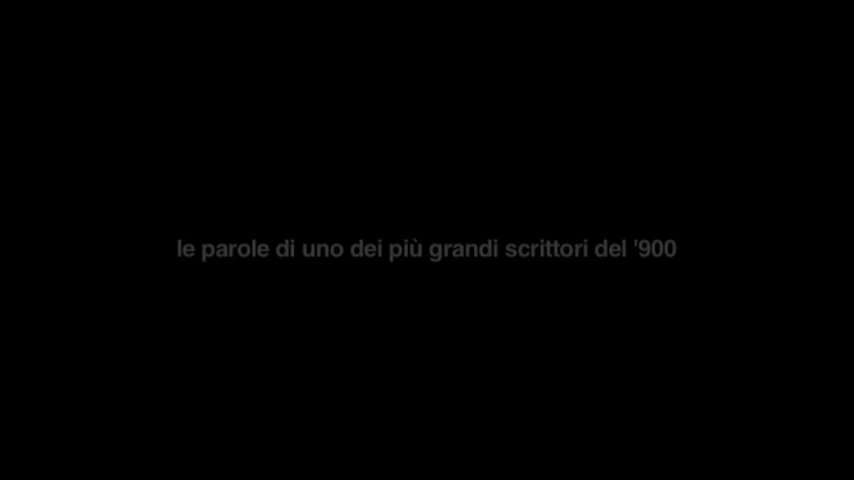 le parole di uno dei più grandi scrittori del '900